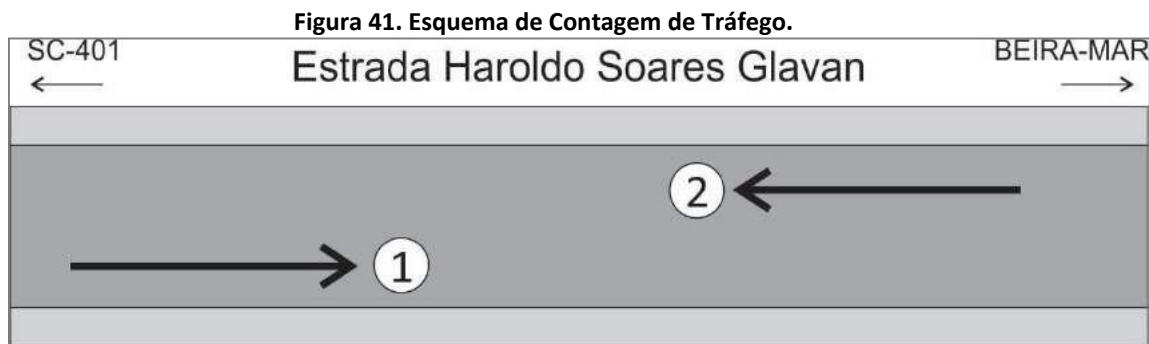 Figura 41. Esquema de Contagem de Tráfego.
SC-401
Estrada Haroldo Soares Glavan
BEIRA-MAR
2
1